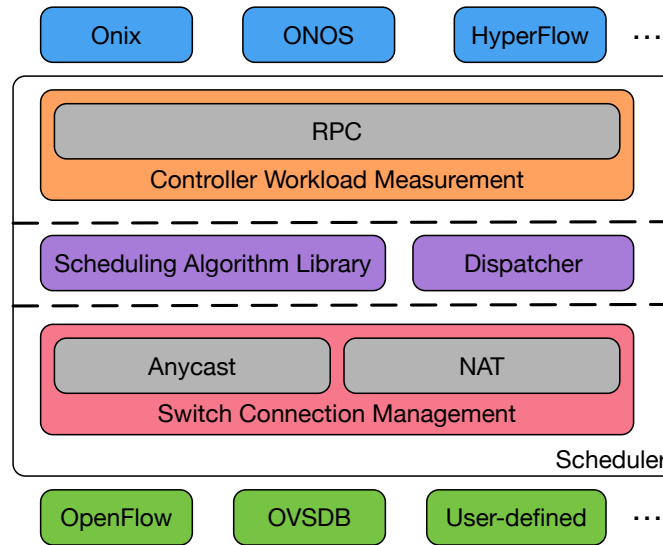 Onix ONOS HyperFlow ...
RPC
Controller Workload Measurement
Scheduling Algorithm Library Dispatcher
Anycast NAT
Switch Connection Management
Scheduler
OpenFlow OVSDB User-defined ...